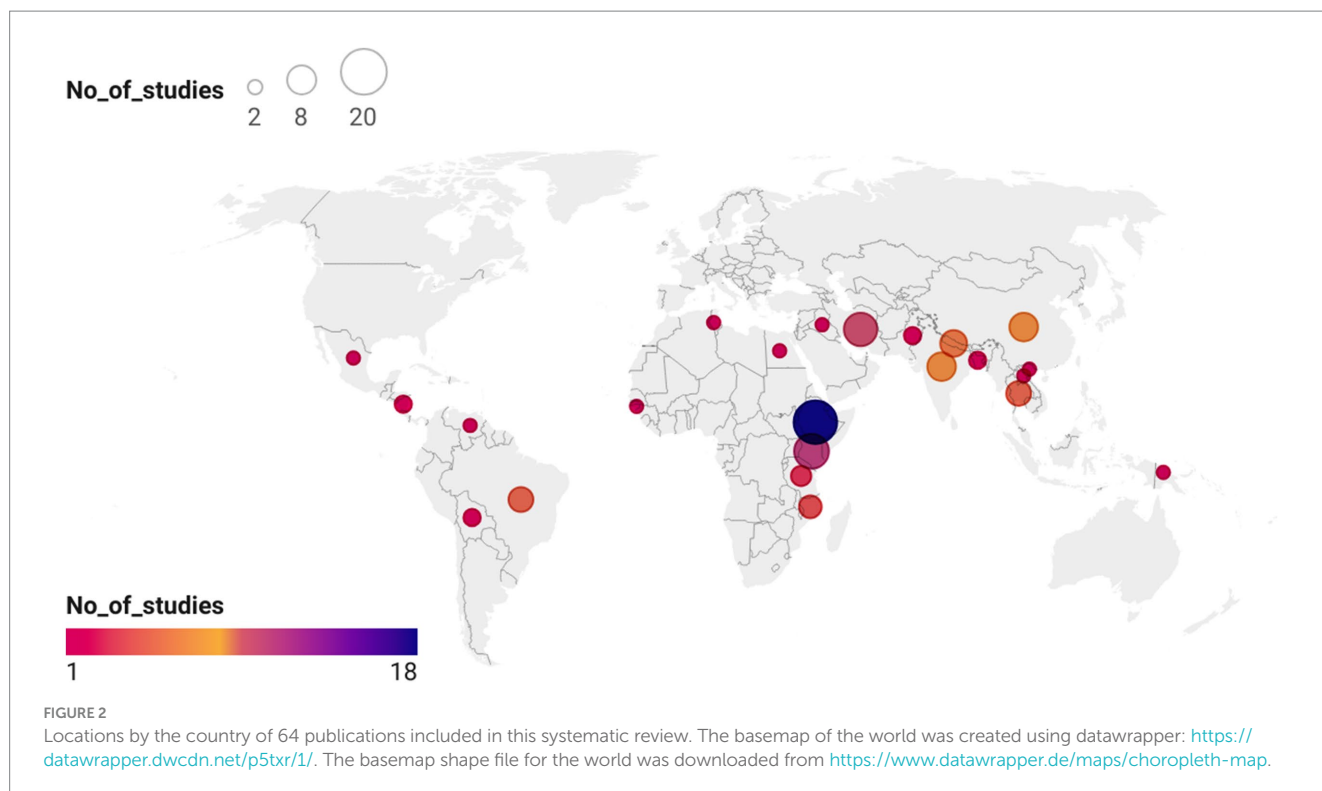 No_of_studies
2 8 20
No_of_studies
1 18
FIGURE 2
Locations by the country of 64 publications included in this systematic review. The basemap of the world was created using datawrapper: https://
datawrapper.dwcdn.net/p5txr/1/. The basemap shape file for the world was downloaded from https://www.datawrapper.de/maps/choropleth-map.